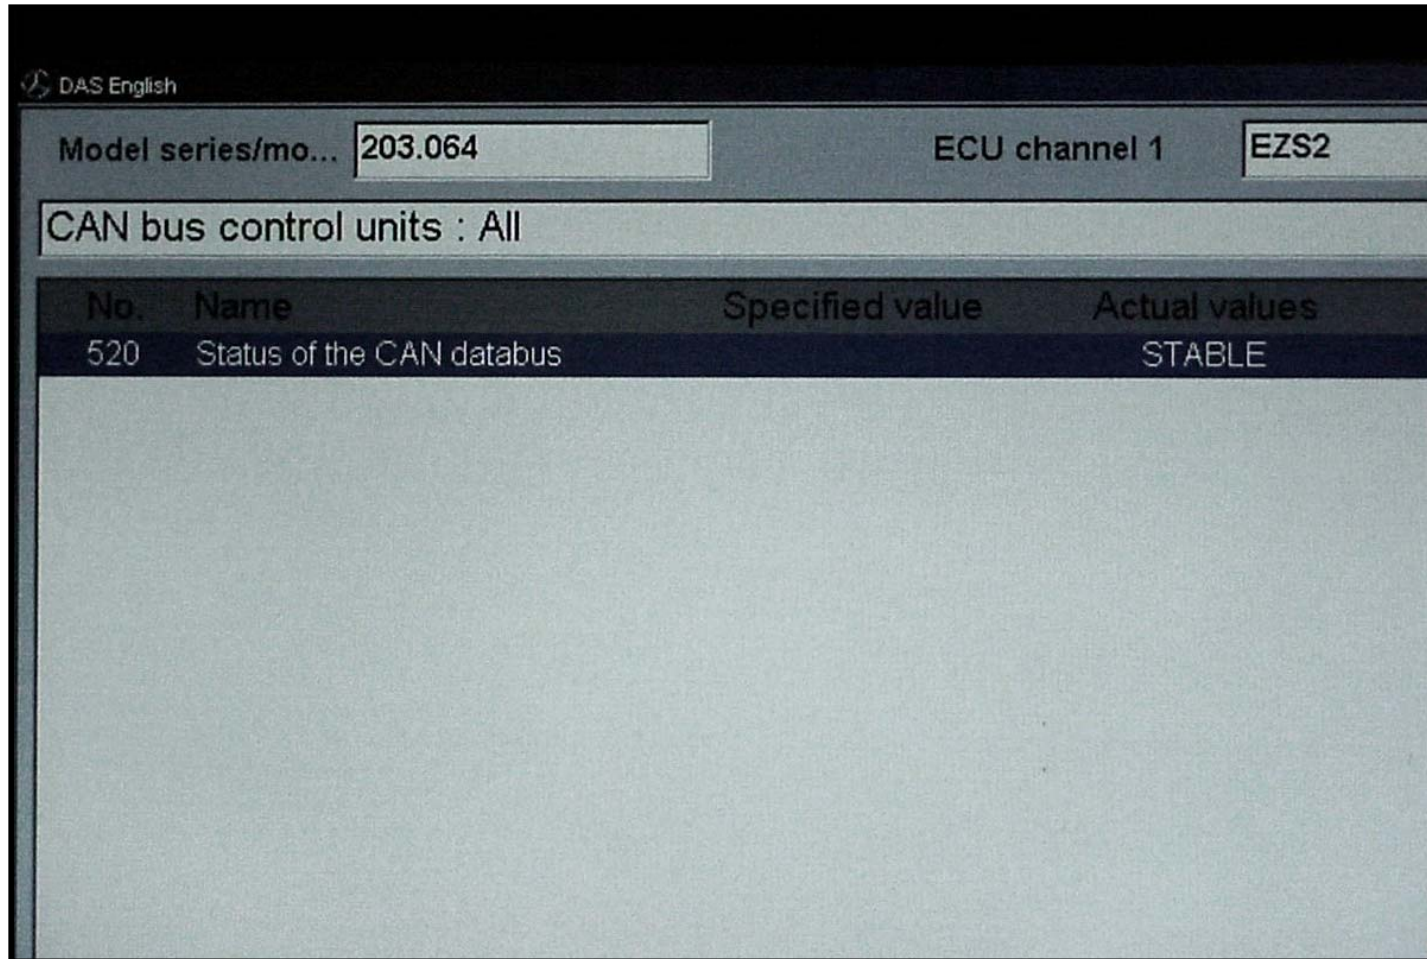 DAS English
Model series/mo... 203.064 ECU channel 1 EZS2
CAN bus control units : All
No. Name Specified value Actual values
520 Status of the CAN databus STABLE